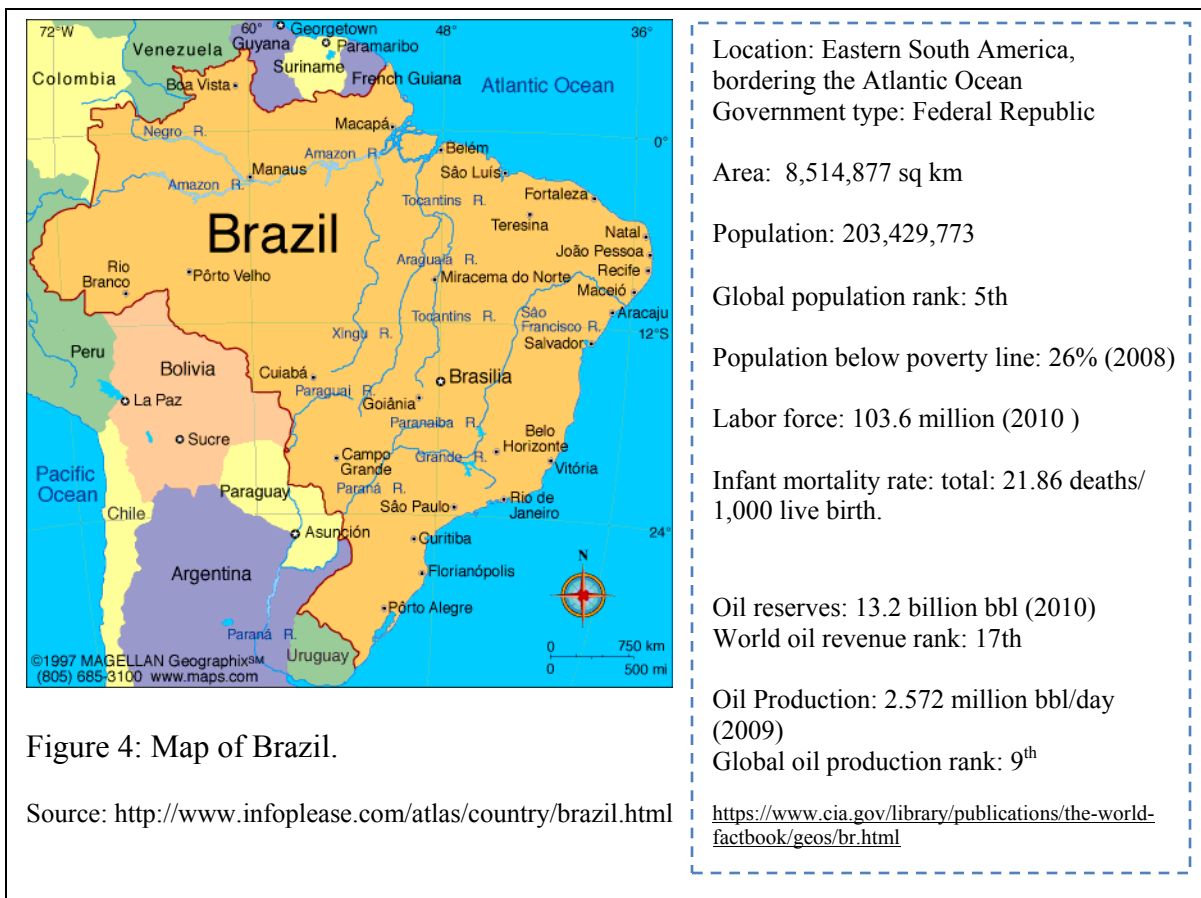 72°W
60°
48°
36°
Georgetown
Venezuela
Guyana
Paramaribo
Colombia
Suriname
French Guiana
Atlantic Ocean
Boa Vista
Negro R.
Macapá
0°
Amazon R.
Belém
Manaus
São Luís
Amazon R.
Fortaleza
Tocantins R.
Teresina
Brazil
Natal
João Pessoa
Araguaia R.
Recife
Rio
Branco
Pôrto Velho
Miracema do Norte
Maceió
Tocantins R.
São
Francisco R.
Aracaju
12°S
Xingu R.
Salvador
Peru
Bolivia
Cuiabá
Brasilia
Paraguai R.
La Paz
Goiânia
Paranaiba R.
Belo
Horizonte
Sucre
Campo
Grande
Grande R.
Vitória
Pacific
Ocean
Paraguay
Paraná R.
Rio de
Janeiro
Chile
São Paulo
24°
Asunción
Curitiba
N
Argentina
Florianópolis
Pôrto Alegre
Paraná R.
Uruguay
0 750 km
0 500 mi
©1997 MAGELLAN Geographix℠
(805) 685-3100 www.maps.com
Figure 4: Map of Brazil.
Source: http://www.infoplease.com/atlas/country/brazil.html
Location: Eastern South America,
bordering the Atlantic Ocean
Government type: Federal Republic
Area: 8,514,877 sq km
Population: 203,429,773
Global population rank: 5th
Population below poverty line: 26% (2008)
Labor force: 103.6 million (2010 )
Infant mortality rate: total: 21.86 deaths/
1,000 live birth.
Oil reserves: 13.2 billion bbl (2010)
World oil revenue rank: 17th
Oil Production: 2.572 million bbl/day
(2009)
Global oil production rank: 9th
https://www.cia.gov/library/publications/the-world-
factbook/geos/br.html